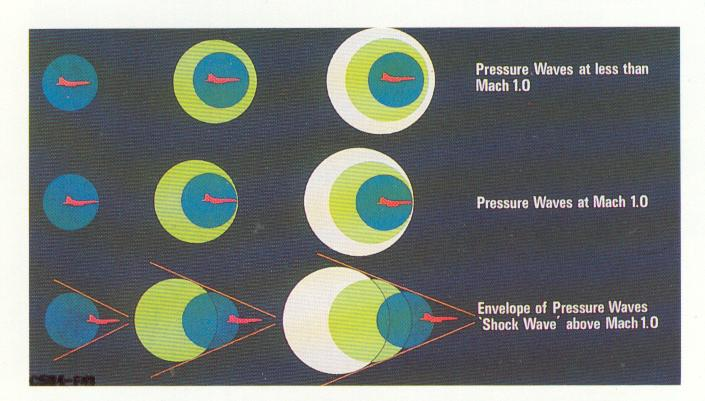 Pressure Waves at less than
Mach 1.0
Pressure Waves at Mach 1.0
Envelope of Pressure Waves
'Shock Wave' above Mach 1.0